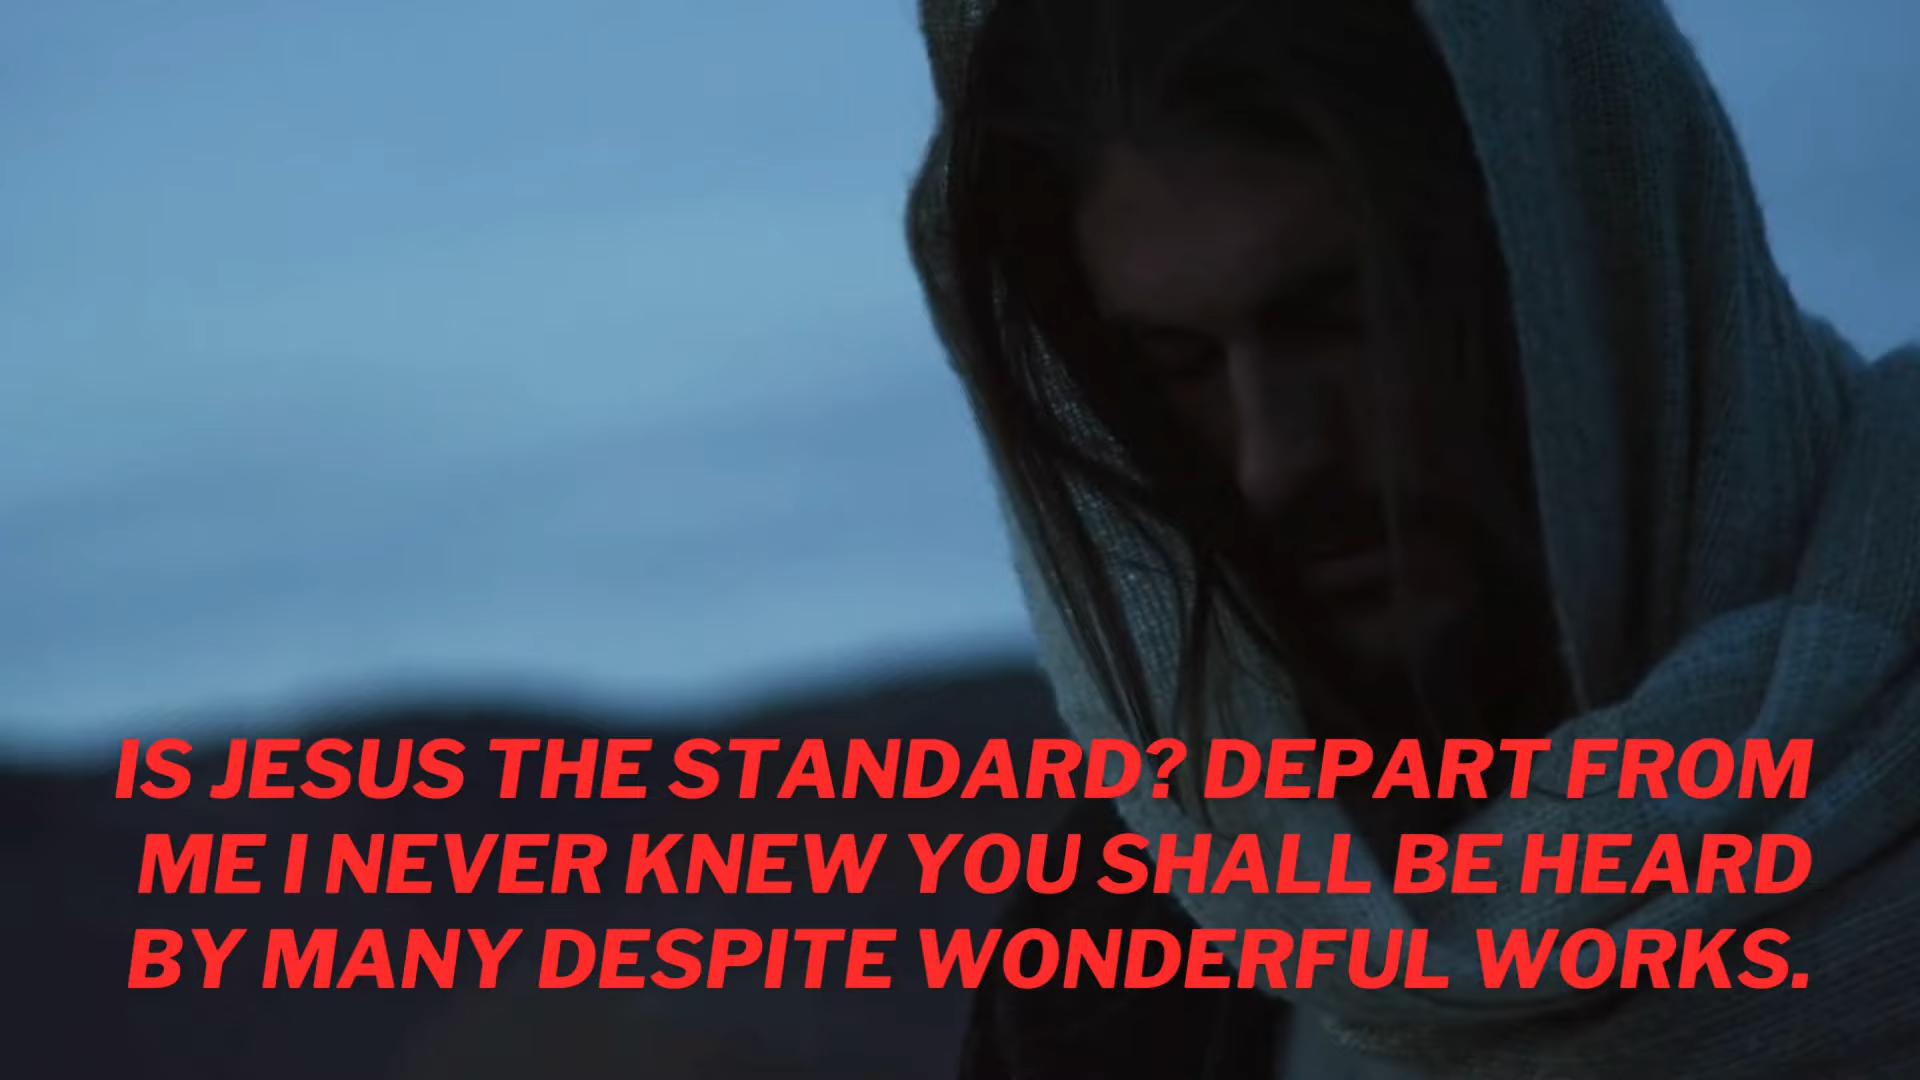 IS JESUS THE STANDARD? DEPART FROM
ME I NEVER KNEW YOU SHALL BE HEARD
BY MANY DESPITE WONDERFUL WORKS.